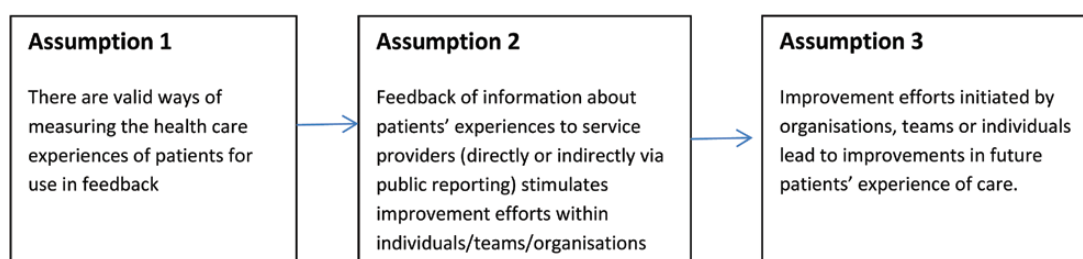 Assumption 1
There are valid ways of
measuring the health care
experiences of patients for
use in feedback
Assumption 2
Feedback of information about
patients’ experiences to service
providers (directly or indirectly via
public reporting) stimulates
improvement efforts within
individuals/teams/organisations
Assumption 3
Improvement efforts initiated by
organisations, teams or individuals
lead to improvements in future
patients’ experience of care.